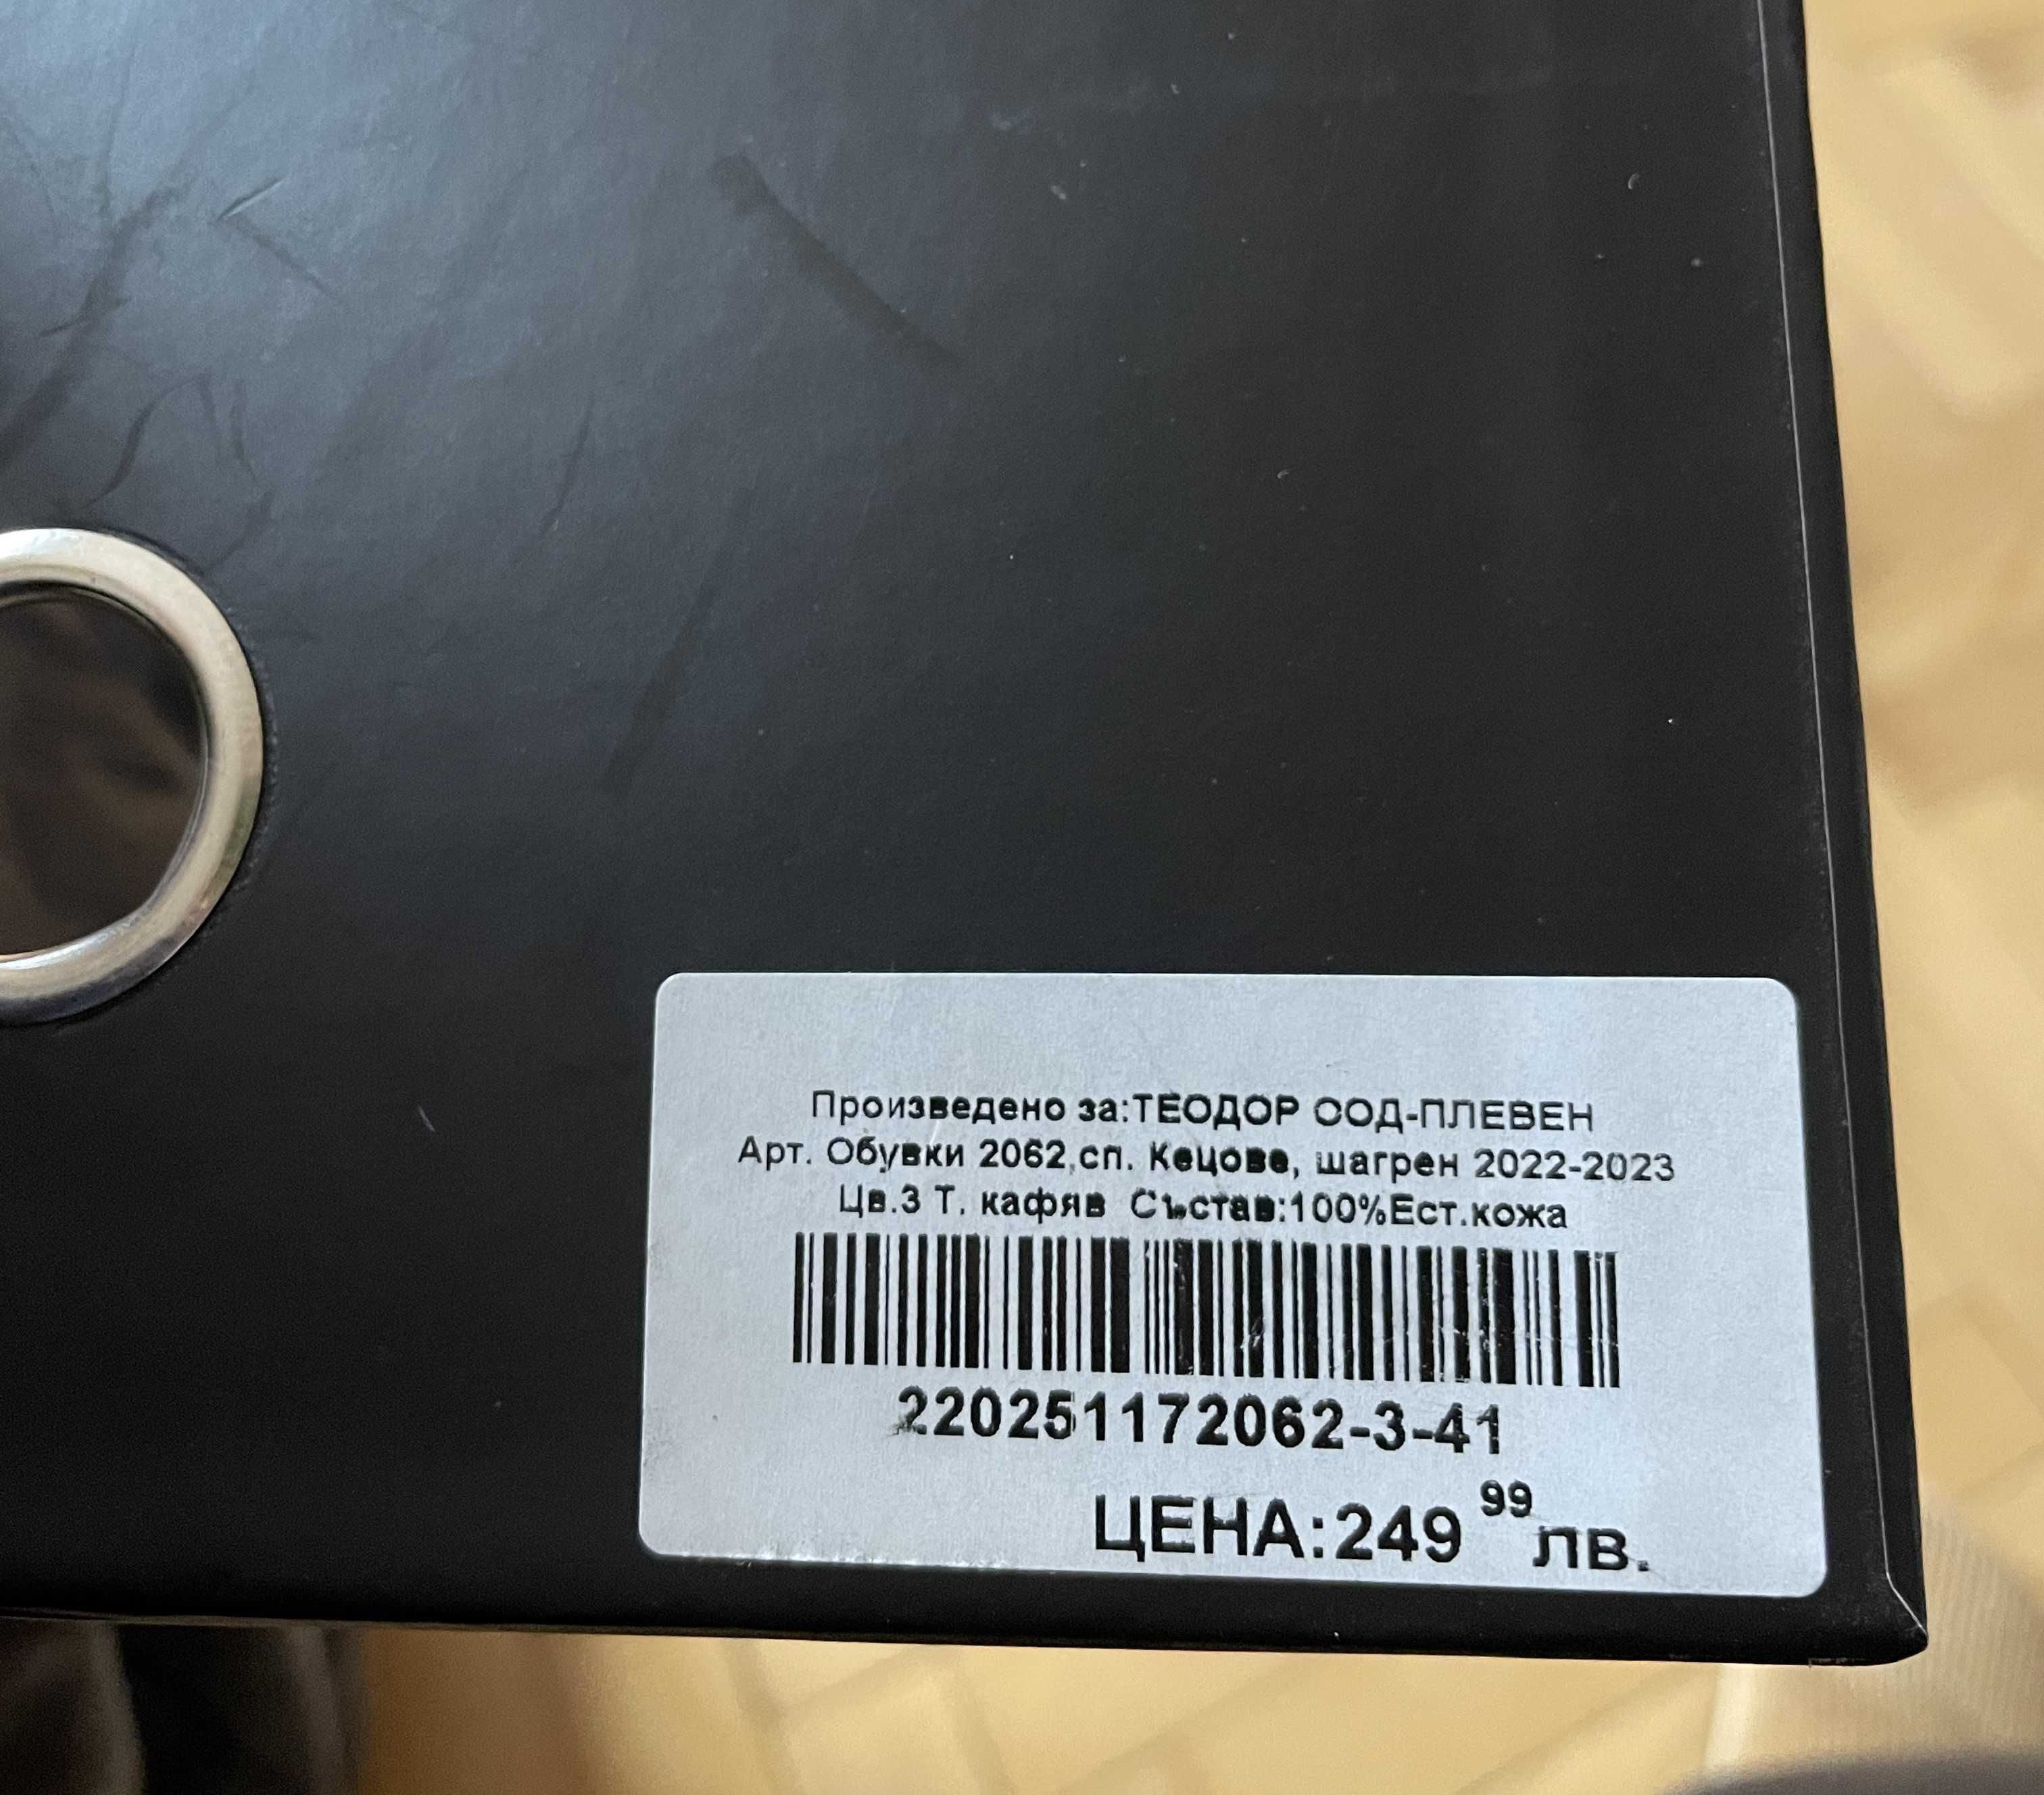 Произведено за:ТЕОДОР СОД-ПЛЕВЕН
Арт. Обувки 2062,сп. Кецове, шагрен 2022-2023
Цв.3 Т. кафяв Състав:100%Ест.кожа
220251172062-3-41
ЦЕНА:249 99 лв.